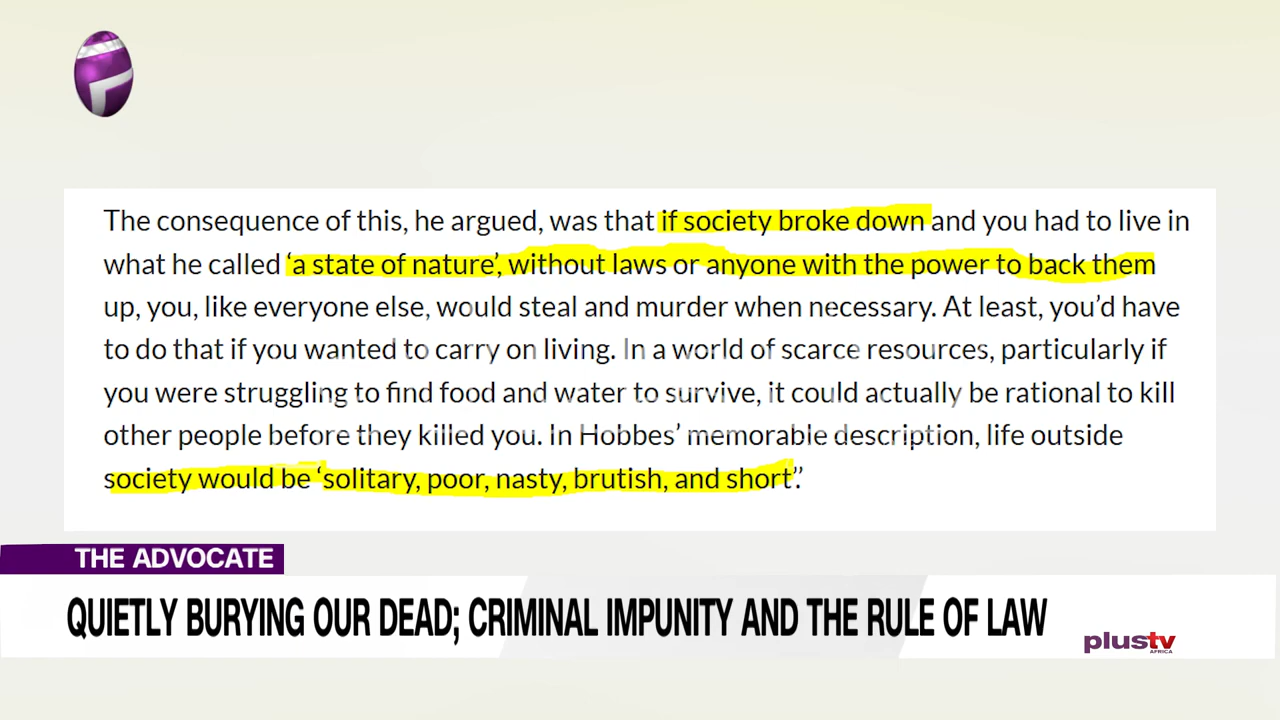 The consequence of this, he argued, was that if society broke down and you had to live in
what he called ‘a state of nature’, without laws or anyone with the power to back them
up, you, like everyone else, would steal and murder when necessary. At least, you’d have
to do that if you wanted to carry on living. In a world of scarce resources, particularly if
you were struggling to find food and water to survive, it could actually be rational to kill
other people before they killed you. In Hobbes’ memorable description, life outside
society would be ‘solitary, poor, nasty, brutish, and short”.
THE ADVOCATE
QUIETLY BURYING OUR DEAD; CRIMINAL IMPUNITY AND THE RULE OF LAW
plustv
AFRICA